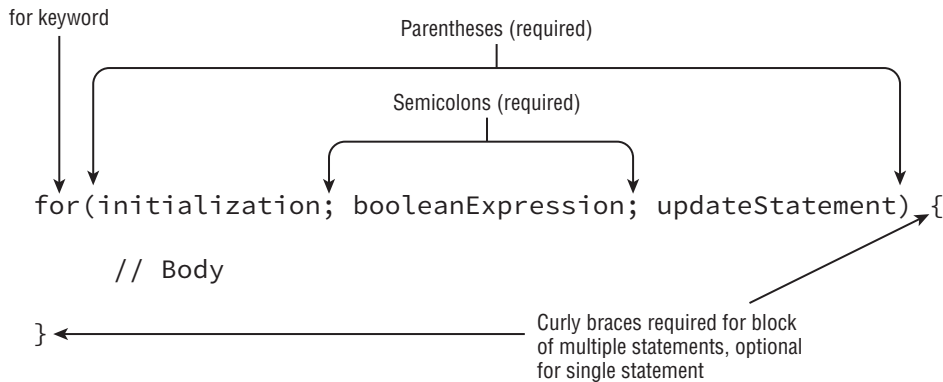 for keyword
Parentheses (required)
Semicolons (required)
for(initialization; booleanExpression; updateStatement) {
// Body
}
Curly braces required for block
of multiple statements, optional
for single statement